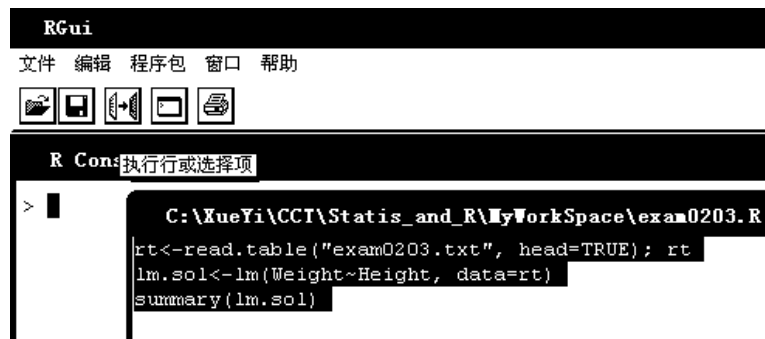 RGui
文件 编辑 程序包 窗口 帮助
R Cons
执行行或选择项
>
C:\XueYi\CCT\Statis_and_R\MyWorkSpace\exam0203.R
rt<-read.table("exam0203.txt", head=TRUE); rt
lm.sol<-lm(Weight~Height, data=rt)
summary(lm.sol)